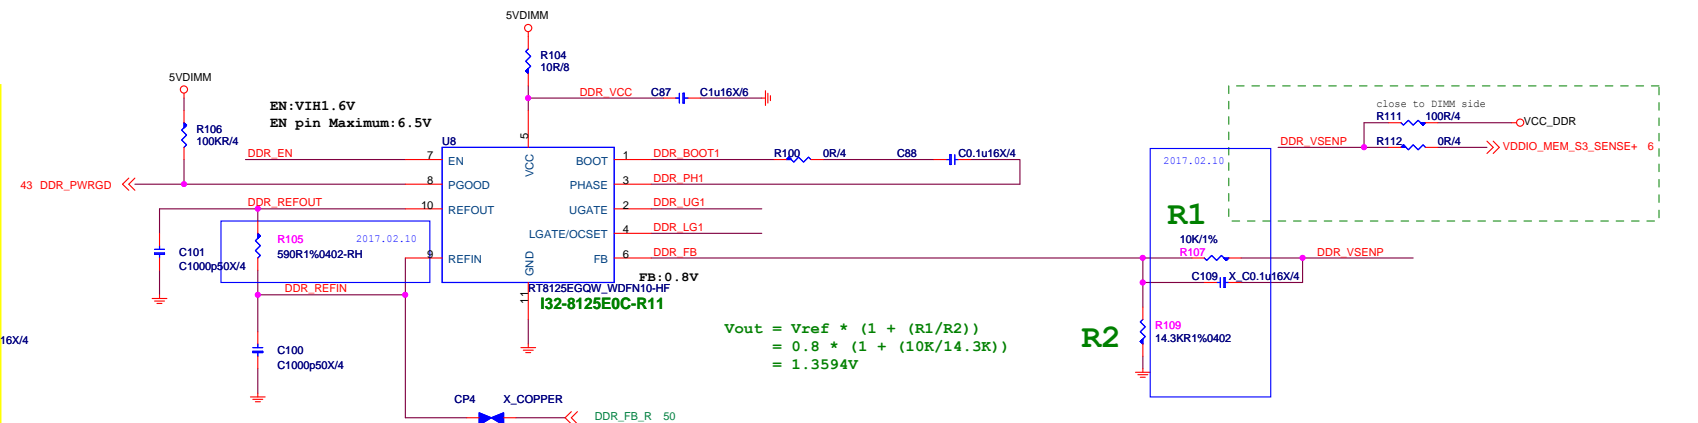 5VDIMM
R104
10R/8
5VDIMM
DDR_VCC C87 C1u16X/6
EN:VIH1.6V
EN pin Maximum:6.5V
R106
100KR/4
close to DIMM side
R111 100R/4
VCC_DDR
5
U8
DDR_EN 7 EN
VCC
BOOT 1 DDR_BOOT1
R100 0R/4 C88 C0.1u16X/4
DDR_VSENP R112 0R/4 VDDIO_MEM_S3_SENSE+ 6
2017.02.10
43 DDR_PWRGD 8 PGOOD
PHASE 3 DDR_PH1
DDR_REFOUT 10 REFOUT
UGATE 2 DDR_UG1
R1
R105 2017.02.10
590R1%0402-RH
LGATE/OCSET 4 DDR_LG1
C101
C1000p50X/4
9 REFIN
GND
FB 6 DDR_FB
10K/1%
R107 DDR_VSENP
FB:0.8V
C109 X_C0.1u16X/4
DDR_REFIN
11
RT8125EGQW_WDFN10-HF
I32-8125E0C-R11
Vout = Vref * (1 + (R1/R2))
= 0.8 * (1 + (10K/14.3K))
= 1.3594V
R2
R109
14.3KR1%0402
16X/4
C100
C1000p50X/4
CP4 X_COPPER
DDR_FB_R 50